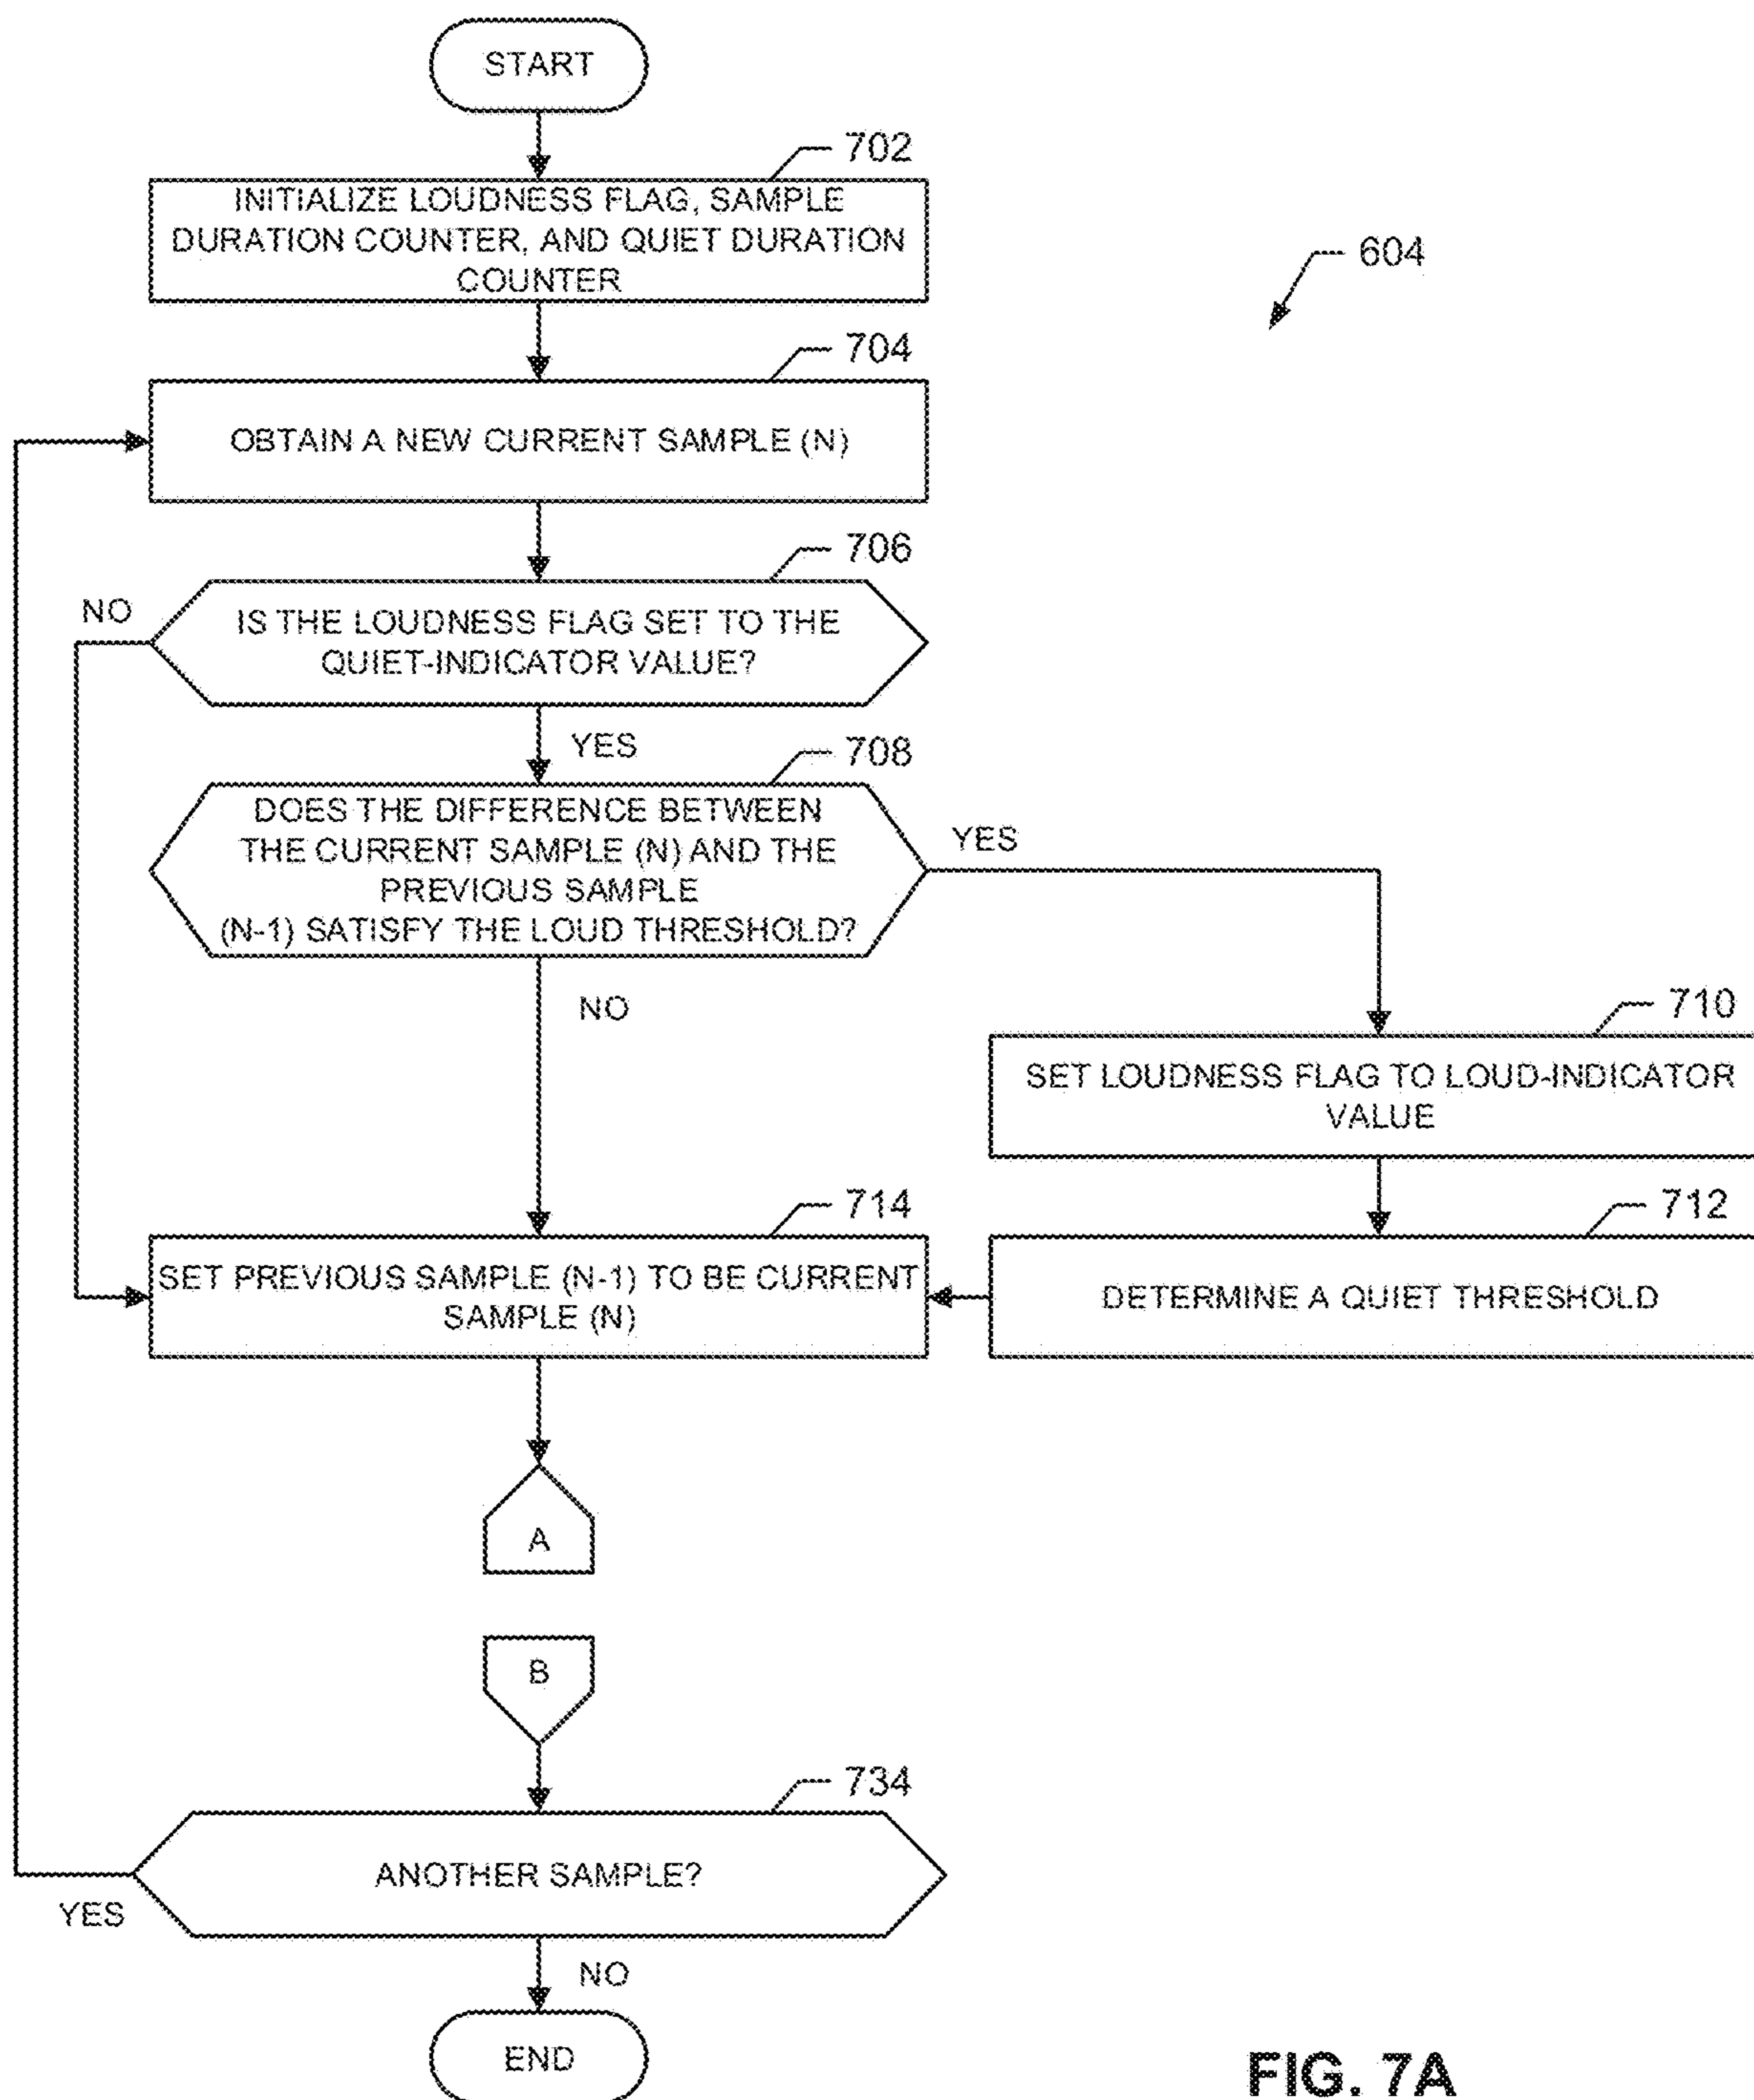 START
702
INITIALIZE LOUDNESS FLAG, SAMPLE
DURATION COUNTER, AND QUIET DURATION
COUNTER
604
704
OBTAIN A NEW CURRENT SAMPLE (N)
706
NO
IS THE LOUDNESS FLAG SET TO THE
QUIET-INDICATOR VALUE?
YES
708
DOES THE DIFFERENCE BETWEEN
THE CURRENT SAMPLE (N) AND THE
PREVIOUS SAMPLE
(N-1) SATISFY THE LOUD THRESHOLD?
YES
NO
710
SET LOUDNESS FLAG TO LOUD-INDICATOR
VALUE
714
SET PREVIOUS SAMPLE (N-1) TO BE CURRENT
SAMPLE (N)
712
DETERMINE A QUIET THRESHOLD
A
B
734
ANOTHER SAMPLE?
YES
NO
END
FIG. 7A